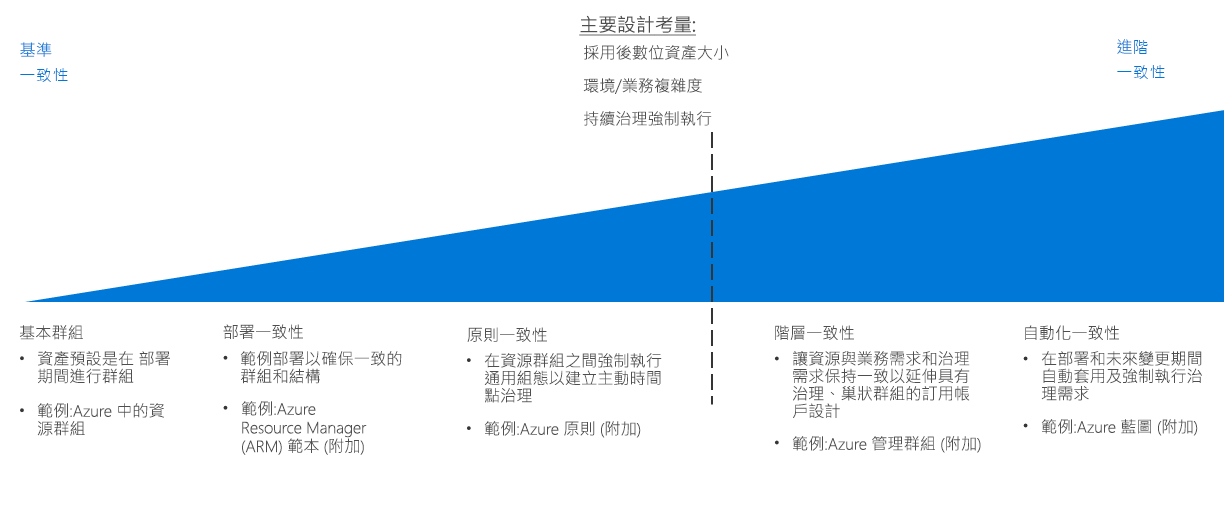 主要設計考量:
採用後數位資產大小
環境/業務複雜度
持續治理強制執行
基準
一致性
進階
一致性
基本群組
• 資產預設是在 部署
期間進行群組
• 範例:Azure 中的資
源群組
部署一致性
• 範例部署以確保一致的
群組和結構
• 範例:Azure
Resource Manager
(ARM) 範本 (附加)
原則一致性
• 在資源群組之間強制執行
通用組態以建立主動時間
點治理
• 範例:Azure 原則 (附加)
階層一致性
• 讓資源與業務需求和治理
需求保持一致以延伸具有
治理、巢狀群組的訂用帳
戶設計
• 範例:Azure 管理群組 (附加)
自動化一致性
• 在部署和未來變更期間
自動套用及強制執行治
理需求
• 範例:Azure 藍圖 (附加)